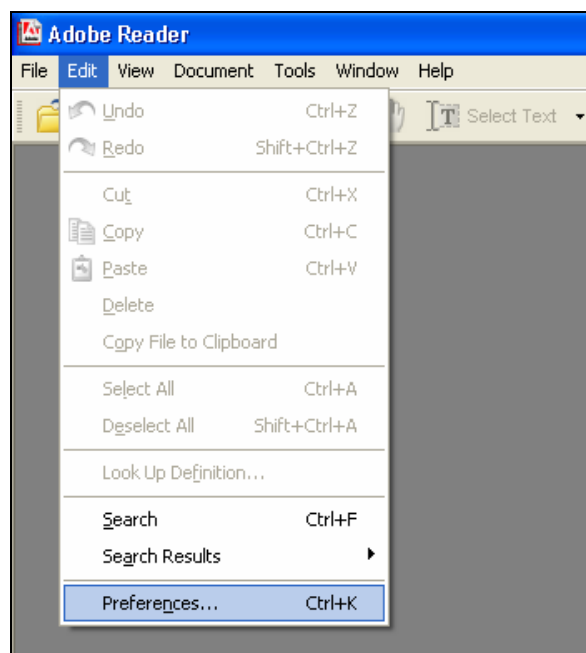 Adobe Reader
File Edit View Document Tools Window Help
Select Text
Undo Ctrl+Z
Redo Shift+Ctrl+Z
Cut Ctrl+X
Copy Ctrl+C
Paste Ctrl+V
Delete
Copy File to Clipboard
Select All Ctrl+A
Deselect All Shift+Ctrl+A
Look Up Definition...
Search Ctrl+F
Search Results
Preferences... Ctrl+K